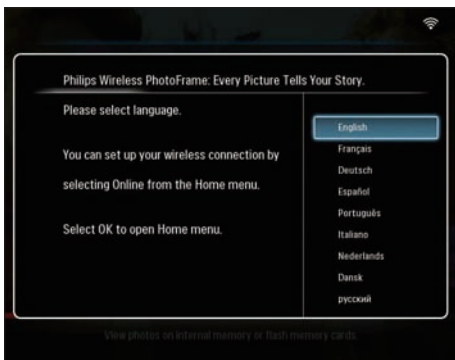 Philips Wireless PhotoFrame: Every Picture Tells Your Story.
Please select language.
You can set up your wireless connection by
selecting Online from the Home menu.
Select OK to open Home menu.
English
Français
Deutsch
Español
Português
Italiano
Nederlands
Dansk
русский
View photos on internal memory or flash memory cards